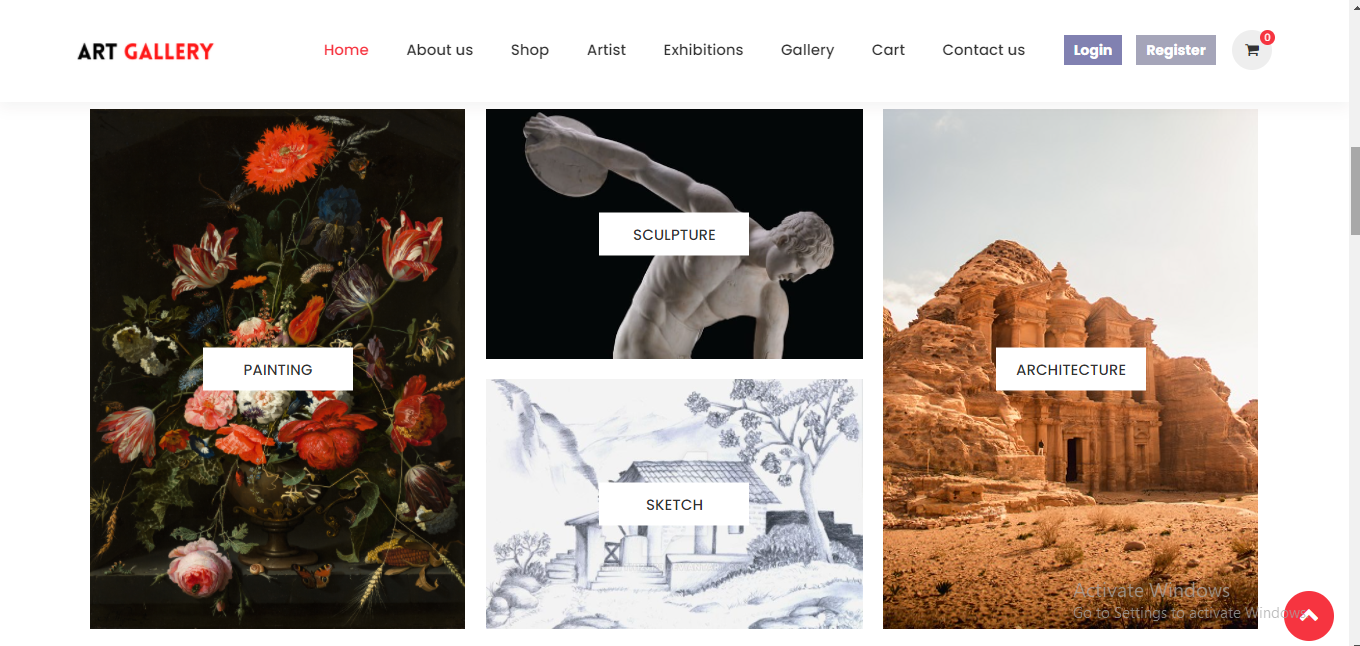 ART GALLERY
Home
About us
Shop
Artist
Exhibitions
Gallery
Cart
Contact us
Login
Register
0
PAINTING
SCULPTURE
SKETCH
ARCHITECTURE
Activate Windows
Go to Settings to activate Windows.